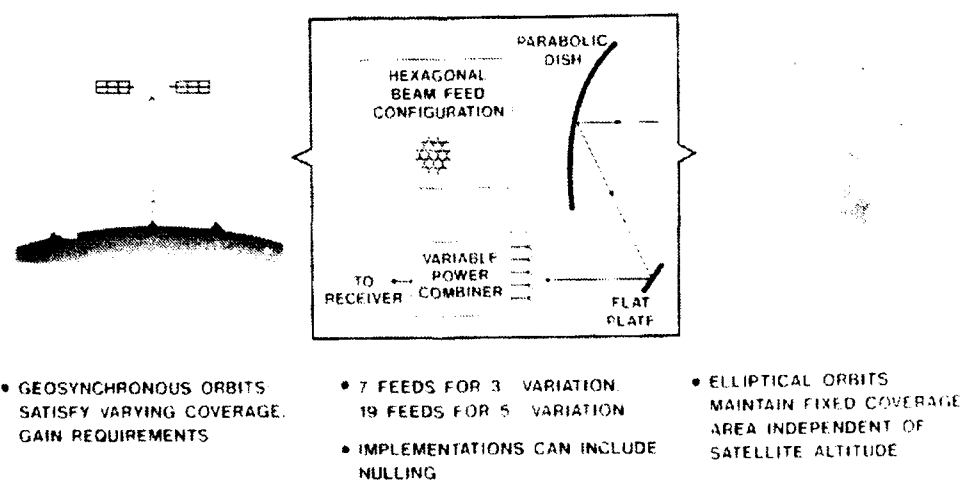 PARABOLIC
DISH
HEXAGONAL
BEAM FEED
CONFIGURATION
VARIABLE
POWER
COMBINER
TO
RECEIVER
FLAT
PLATE
• GEOSYNCHRONOUS ORBITS
SATISFY VARYING COVERAGE,
GAIN REQUIREMENTS
• 7 FEEDS FOR 3 VARIATION,
19 FEEDS FOR 5 VARIATION
• IMPLEMENTATIONS CAN INCLUDE
NULLING
• ELLIPTICAL ORBITS
MAINTAIN FIXED COVERAGE
AREA INDEPENDENT OF
SATELLITE ALTITUDE